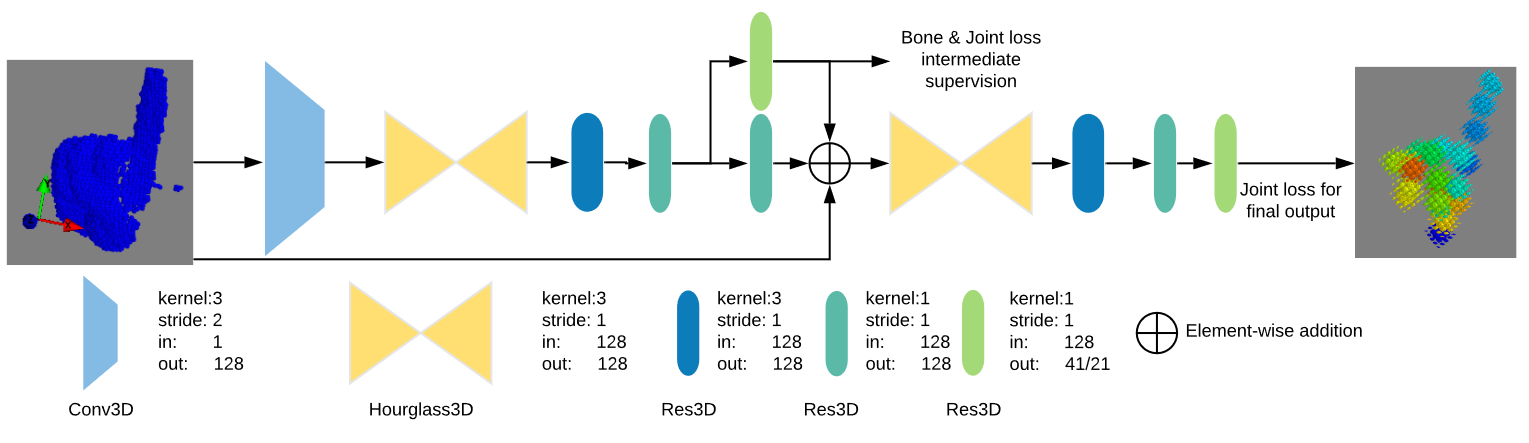 Bone & Joint loss
intermediate
supervision
Joint loss for
final output
kernel:3
stride: 2
in: 1
out: 128
kernel:3
stride: 1
in: 128
out: 128
kernel:3
stride: 1
in: 128
out: 128
kernel:1
stride: 1
in: 128
out: 128
kernel:1
stride: 1
in: 128
out: 41/21
Element-wise addition
Conv3D
Hourglass3D
Res3D
Res3D
Res3D